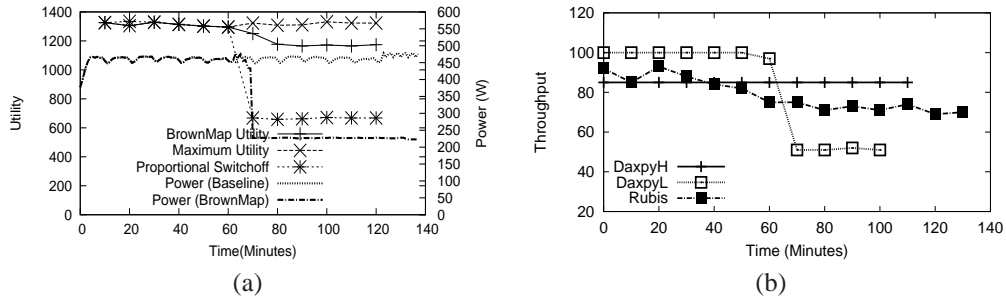 1400
1200
1000
800
600
400
200
0
Utility
0 20 40 60 80 100 120 140
Time(Minutes)
600
550
500
450
400
350
300
250
200
150
100
50
0
Power (W)
BrownMap Utility
Maximum Utility
Proportional Switchoff
Power (Baseline)
Power (BrownMap)
(a)
120
100
80
60
40
20
Throughput
0 20 40 60 80 100 120 140
Time (Minutes)
DaxpyH
DaxpyL
Rubis
(b)